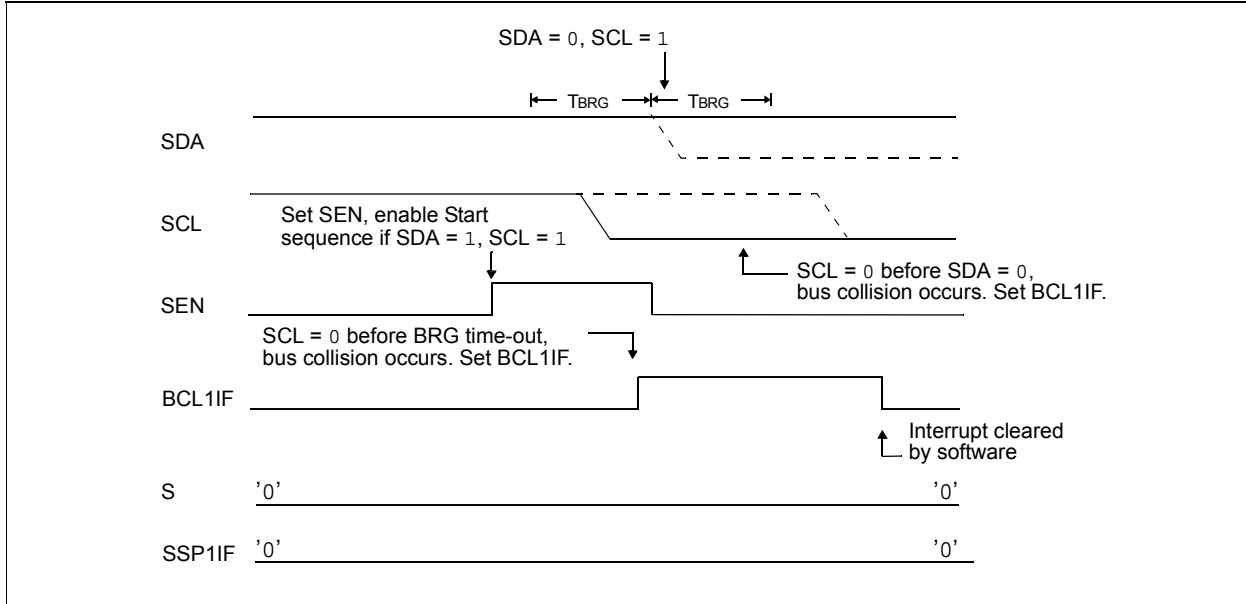 SDA = 0, SCL = 1
TBRG TBRG
SDA
SCL
Set SEN, enable Start
sequence if SDA = 1, SCL = 1
SCL = 0 before SDA = 0,
bus collision occurs. Set BCL1IF.
SEN
SCL = 0 before BRG time-out,
bus collision occurs. Set BCL1IF.
BCL1IF
Interrupt cleared
by software
S '0' '0'
SSP1IF '0' '0'